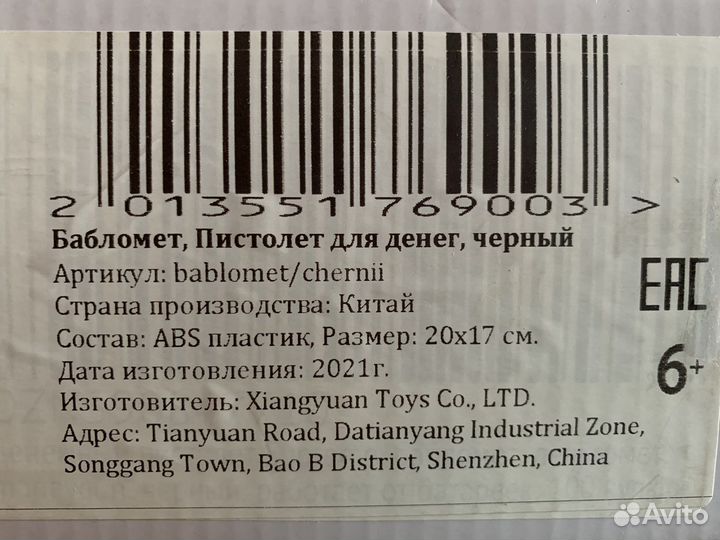 2 013551 769003 >
Бабломет, Пистолет для денег, черный
Артикул: bablomet/chernii
Страна производства: Китай
Состав: ABS пластик, Размер: 20х17 см.
Дата изготовления: 2021г.
Изготовитель: Xiangyuan Toys Co., LTD.
Адрес: Tianyuan Road, Datianyang Industrial Zone,
Songgang Town, Bao B District, Shenzhen, China
EAC
6+
Avito